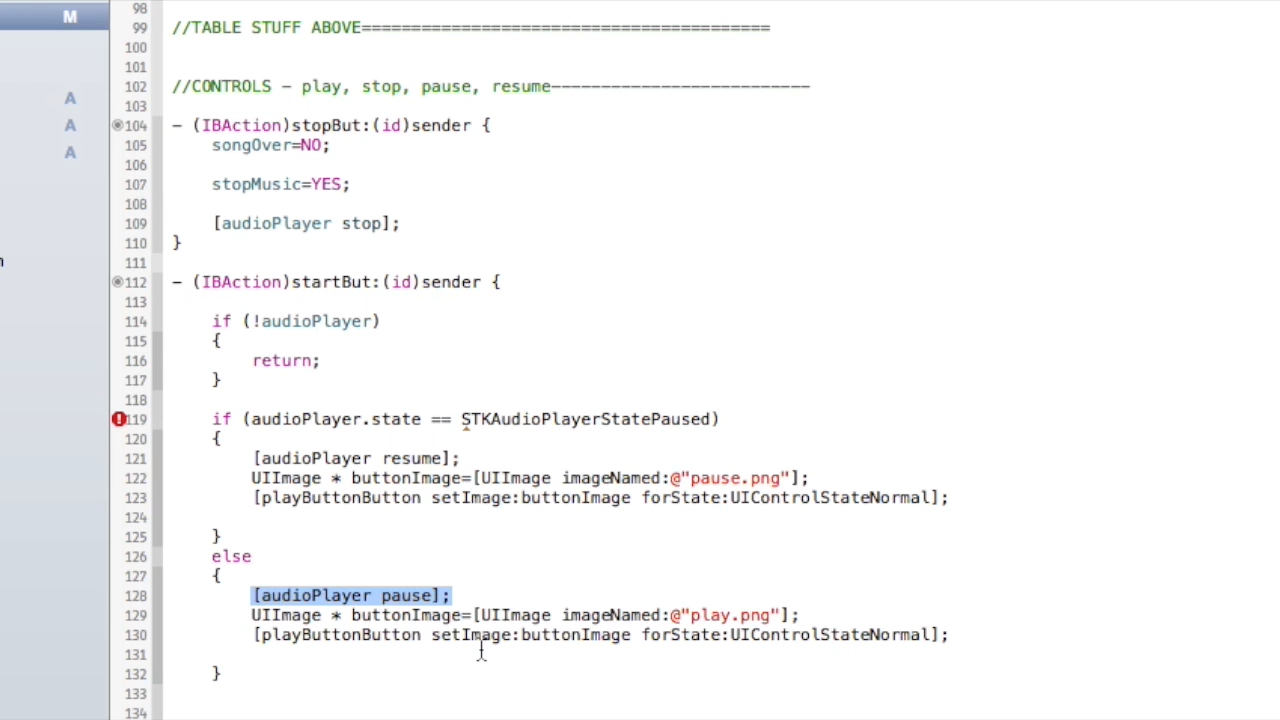 98
M
99 //TABLE STUFF ABOVE=========================================
100
101
102 //CONTROLS - play, stop, pause, resume--------------------------
A
103
104 - (IBAction)stopBut:(id)sender {
A
105 songOver=NO;
A
106
107 stopMusic=YES;
108
109 [audioPlayer stop];
110 }
111
112 - (IBAction)startBut:(id)sender {
113
114 if (!audioPlayer)
115 {
116 return;
117 }
118
119 if (audioPlayer.state == STKAudioPlayerStatePaused)
120 {
121 [audioPlayer resume];
122 UIImage * buttonImage=[UIImage imageNamed:@"pause.png"];
123 [playButtonButton setImage:buttonImage forState:UIControlStateNormal];
124
125 }
126 else
127 {
128 [audioPlayer pause];
129 UIImage * buttonImage=[UIImage imageNamed:@"play.png"];
130 [playButtonButton setImage:buttonImage forState:UIControlStateNormal];
131
132 }
133
134